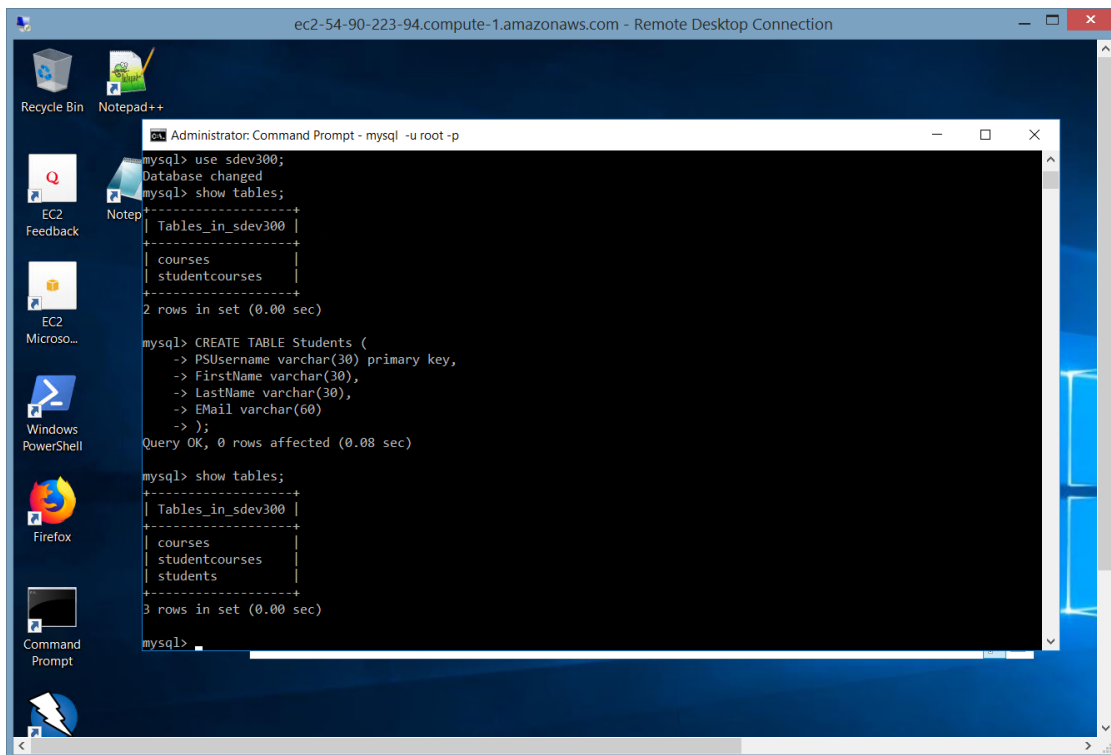 ec2-54-90-223-94.compute-1.amazonaws.com - Remote Desktop Connection
Recycle Bin
Notepad++
EC2
Feedback
Notep
EC2
Microso...
Windows
PowerShell
Firefox
Command
Prompt
Administrator: Command Prompt - mysql -u root -p
mysql> use sdev300;
Database changed
mysql> show tables;
+-------------------+
| Tables_in_sdev300 |
+-------------------+
| courses           |
| studentcourses    |
+-------------------+
2 rows in set (0.00 sec)
mysql> CREATE TABLE Students (
    -> PSUsername varchar(30) primary key,
    -> FirstName varchar(30),
    -> LastName varchar(30),
    -> EMail varchar(60)
    -> );
Query OK, 0 rows affected (0.08 sec)
mysql> show tables;
+-------------------+
| Tables_in_sdev300 |
+-------------------+
| courses           |
| studentcourses    |
| students          |
+-------------------+
3 rows in set (0.00 sec)
mysql>